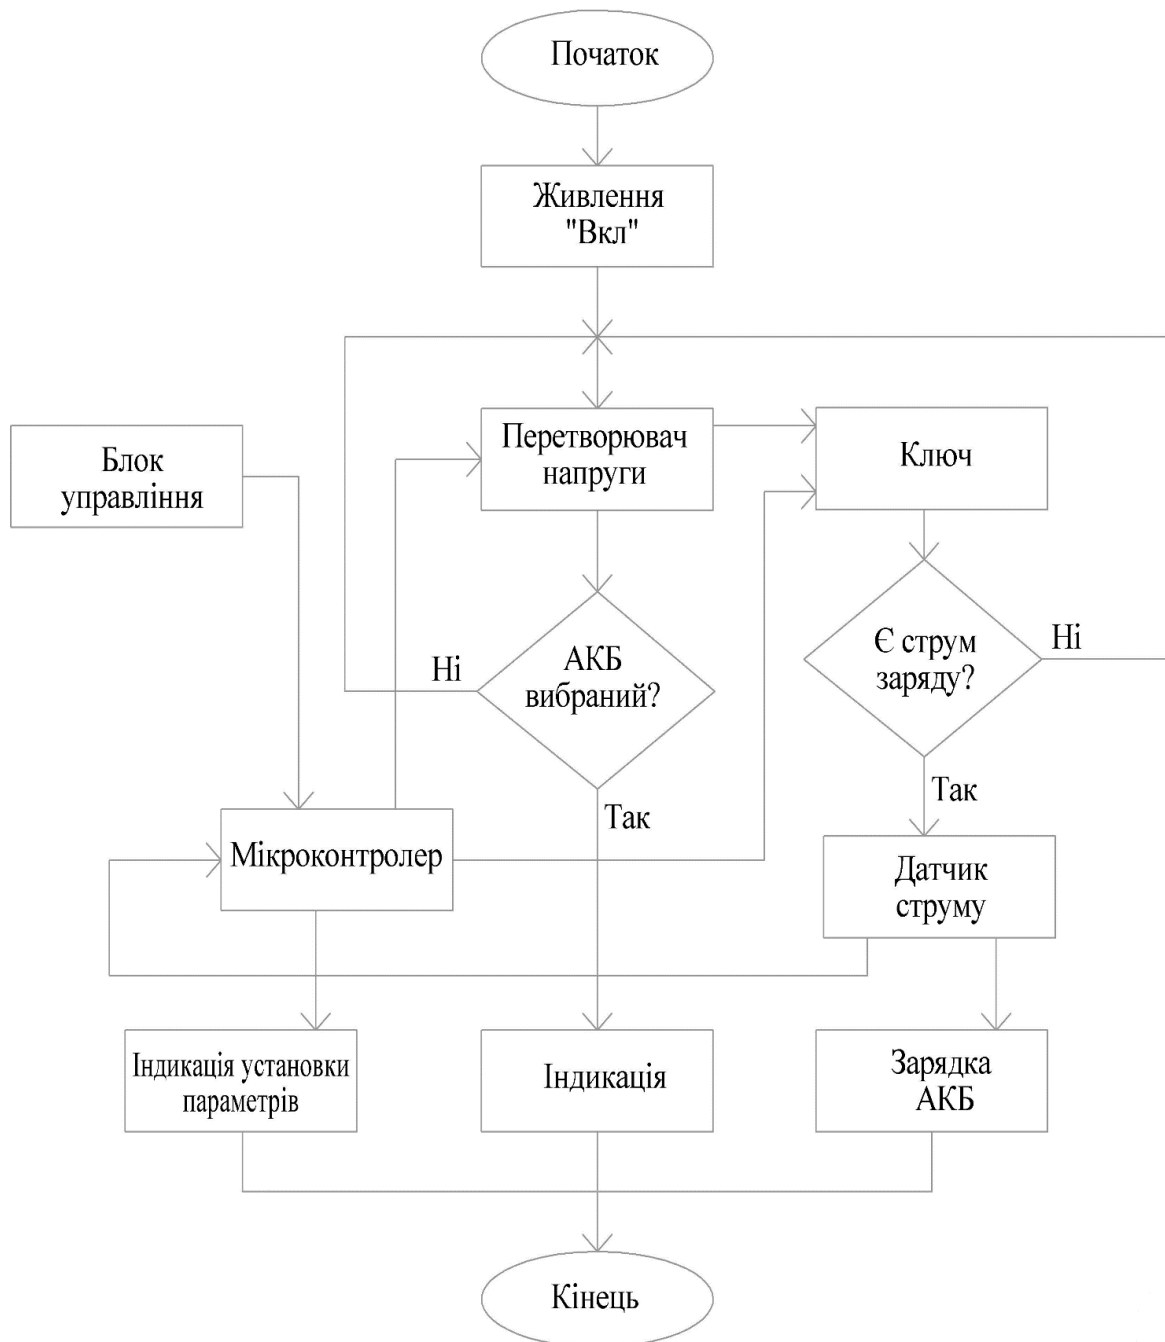 Початок
Живлення
"Вкл"
Блок
управління
Перетворювач
напруги
Ключ
Ні
АКБ
вибраний?
Є струм
заряду?
Ні
Так
Так
Мікроконтролер
Датчик
струму
Індикація установки
параметрів
Індикація
Зарядка
АКБ
Кінець